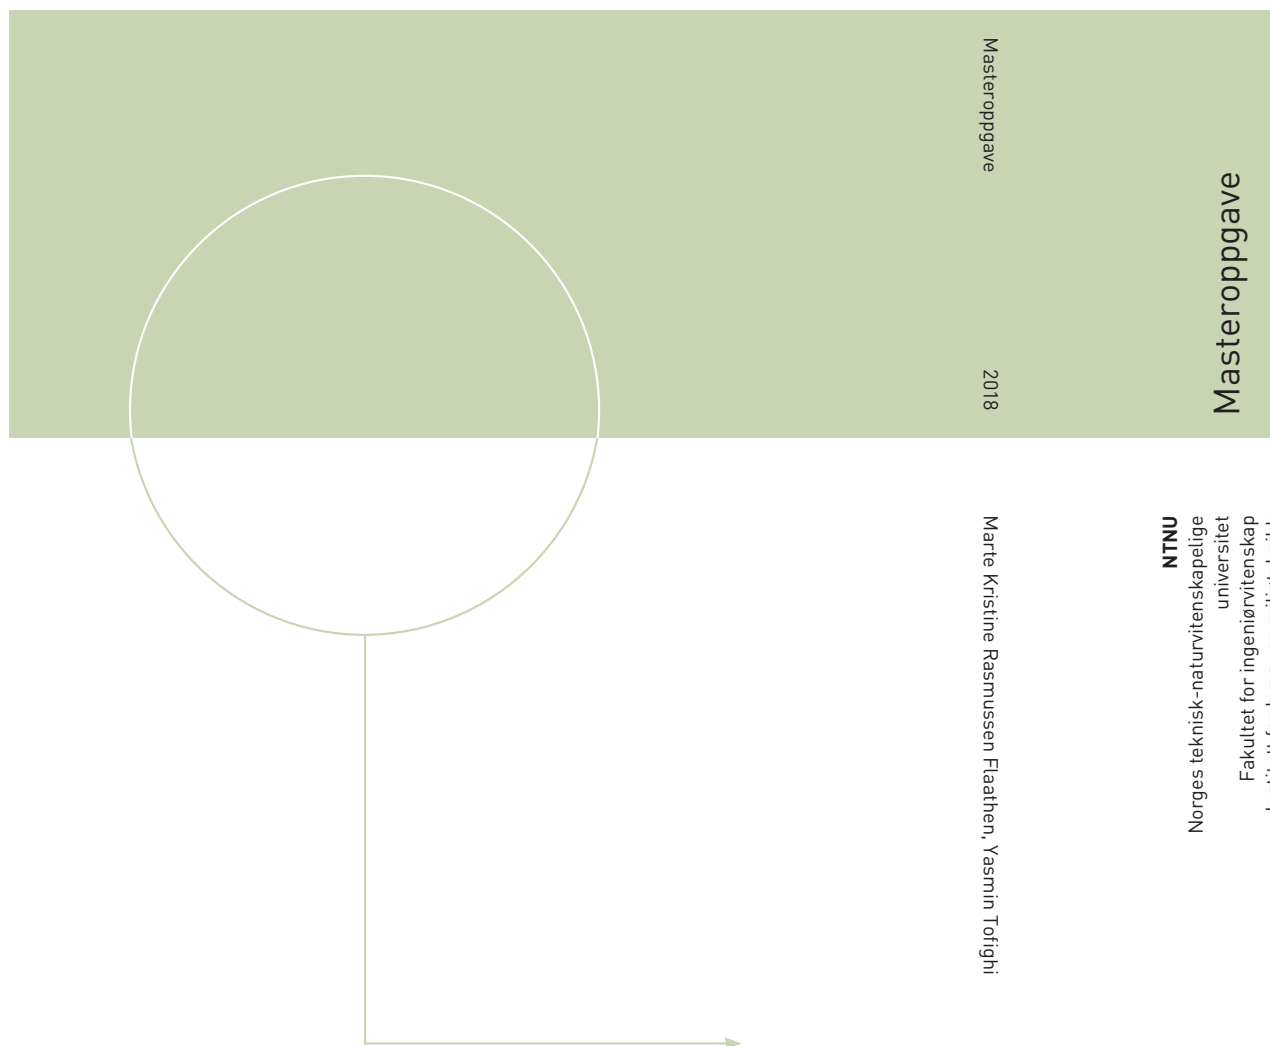 Masteroppgave
2018
Marte Kristine Rasmussen Flaathen, Yasmin Tofighi
Masteroppgave
NTNU
Norges teknisk-naturvitenskapelige
universitet
Fakultet for ingeniørvitenskap